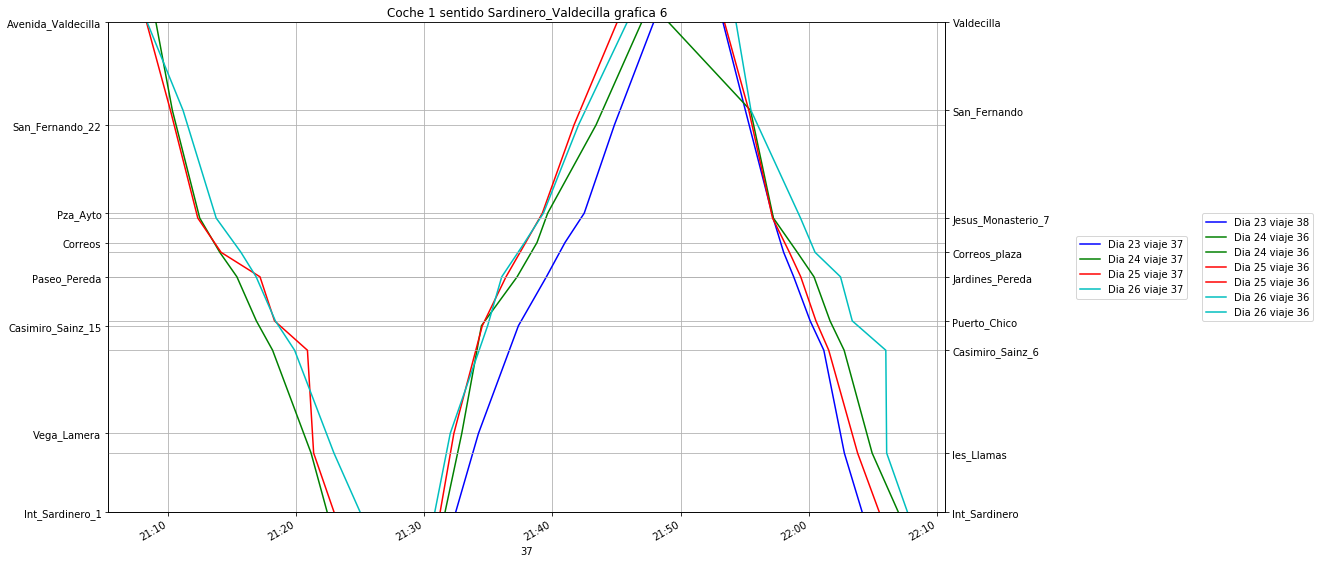 Coche 1 sentido Sardinero_Valdecilla grafica 6
Avenida_Valdecilla
San_Fernando_22
Pza_Ayto
Correos
Paseo_Pereda
Casimiro_Sainz_15
Vega_Lamera
Int_Sardinero_1
Valdecilla
San_Fernando
Jesus_Monasterio_7
Correos_plaza
Jardines_Pereda
Puerto_Chico
Casimiro_Sainz_6
Ies_Llamas
Int_Sardinero
21:10
21:20
21:30
21:40
21:50
22:00
22:10
37
Dia 23 viaje 37
Dia 24 viaje 37
Dia 25 viaje 37
Dia 26 viaje 37
Dia 23 viaje 38
Dia 24 viaje 36
Dia 24 viaje 36
Dia 25 viaje 36
Dia 25 viaje 36
Dia 26 viaje 36
Dia 26 viaje 36